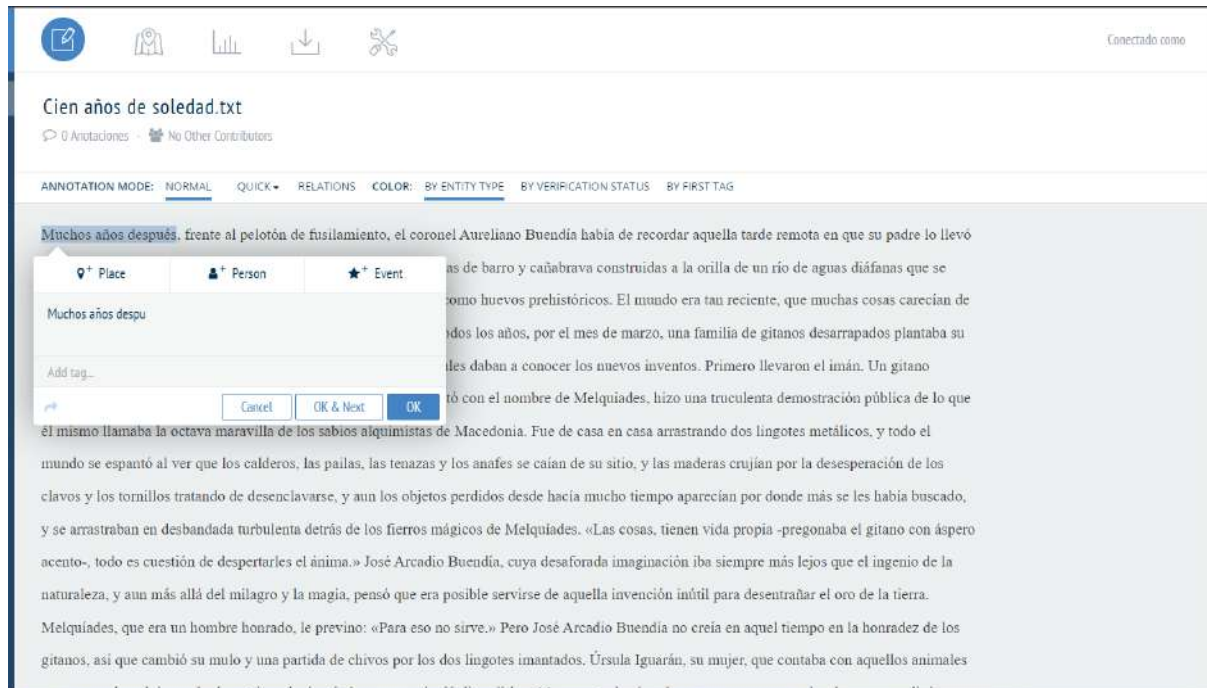 Conectado como
Cien años de soledad.txt
0 Anotaciones · No Other Contributors
ANNOTATION MODE: NORMAL QUICK RELATIONS COLOR: BY ENTITY TYPE BY VERIFICATION STATUS BY FIRST TAG
Muchos años después, frente al pelotón de fusilamiento, el coronel Aureliano Buendía había de recordar aquella tarde remota en que su padre lo llevó
Place Person Event
as de barro y cañabrava construidas a la orilla de un río de aguas diáfanas que se
omo huevos prehistóricos. El mundo era tan reciente, que muchas cosas carecían de
Muchos años despu
odos los años, por el mes de marzo, una familia de gitanos desarrapados plantaba su
Add tag...
ales daban a conocer los nuevos inventos. Primero llevaron el imán. Un gitano
Cancel OK & Next OK
tó con el nombre de Melquiades, hizo una truculenta demostración pública de lo que
él mismo llamaba la octava maravilla de los sabios alquimistas de Macedonia. Fue de casa en casa arrastrando dos lingotes metálicos, y todo el
mundo se espantó al ver que los calderos, las pailas, las tenazas y los anafes se caían de su sitio, y las maderas crujían por la desesperación de los
clavos y los tornillos tratando de desenclavarse, y aun los objetos perdidos desde hacía mucho tiempo aparecían por donde más se les había buscado,
y se arrastraban en desbandada turbulenta detrás de los fierros mágicos de Melquíades. «Las cosas, tienen vida propia -pregonaba el gitano con áspero
acento-, todo es cuestión de despertarles el ánima.» José Arcadio Buendía, cuya desaforada imaginación iba siempre más lejos que el ingenio de la
naturaleza, y aun más allá del milagro y la magia, pensó que era posible servirse de aquella invención inútil para desentrañar el oro de la tierra.
Melquíades, que era un hombre honrado, le previno: «Para eso no sirve.» Pero José Arcadio Buendía no creía en aquel tiempo en la honradez de los
gitanos, así que cambió su mulo y una partida de chivos por los dos lingotes imantados. Úrsula Iguarán, su mujer, que contaba con aquellos animales